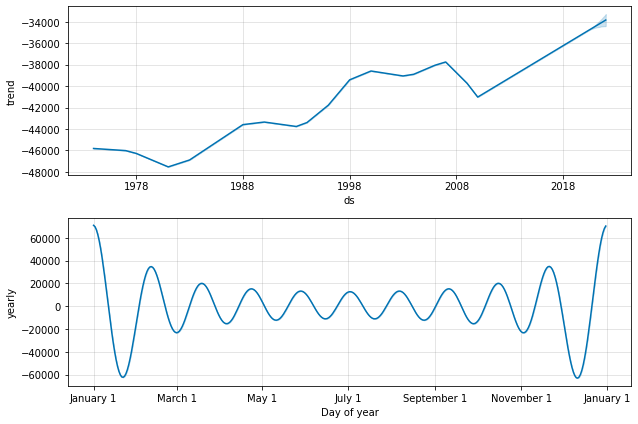 −34000
−36000
−38000
−40000
−42000
−44000
−46000
−48000
trend
1978 1988 1998 2008 2018
ds
60000
40000
20000
0
−20000
−40000
−60000
yearly
January 1 March 1 May 1 July 1 September 1 November 1 January 1
Day of year